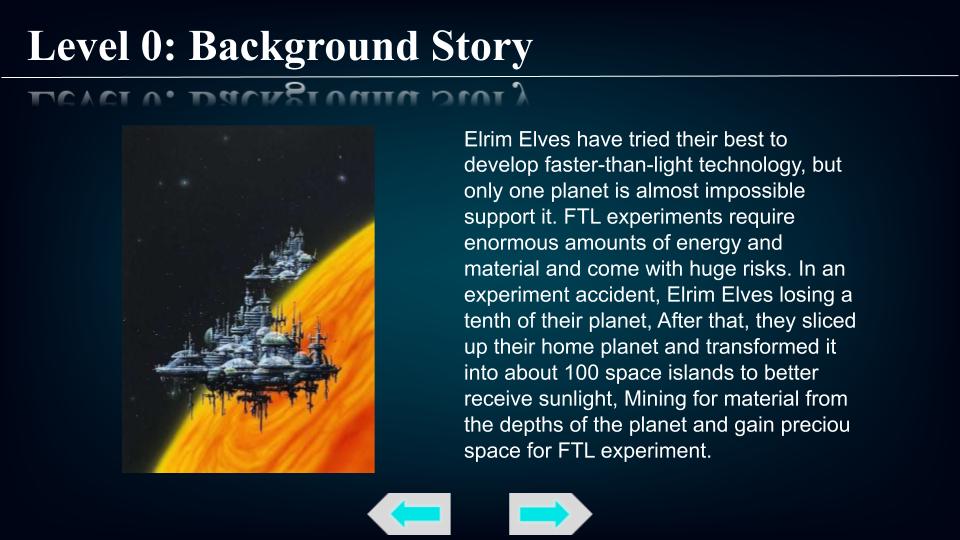 Level 0: Background Story
Elrim Elves have tried their best to
develop faster-than-light technology, but
only one planet is almost impossible
support it. FTL experiments require
enormous amounts of energy and
material and come with huge risks. In an
experiment accident, Elrim Elves losing a
tenth of their planet, After that, they sliced
up their home planet and transformed it
into about 100 space islands to better
receive sunlight, Mining for material from
the depths of the planet and gain preciou
space for FTL experiment.